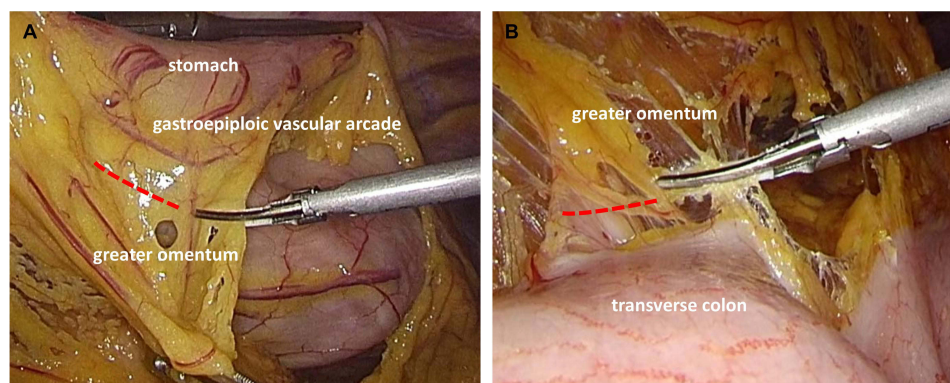 A
stomach
gastroepiploic vascular arcade
greater omentum
B
greater omentum
transverse colon